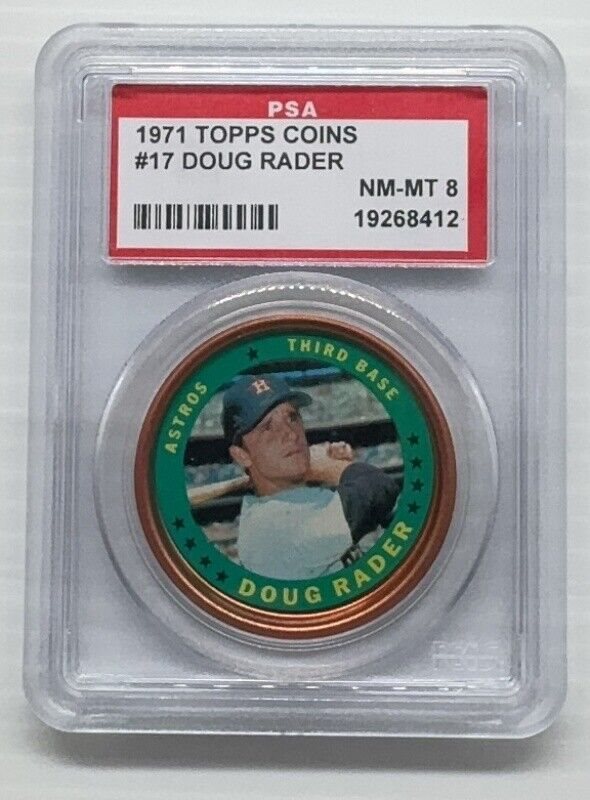 PSA
1971 TOPPS COINS
#17 DOUG RADER
NM-MT 8
19268412
ASTROS ★ THIRD BASE
H
DOUG RADER